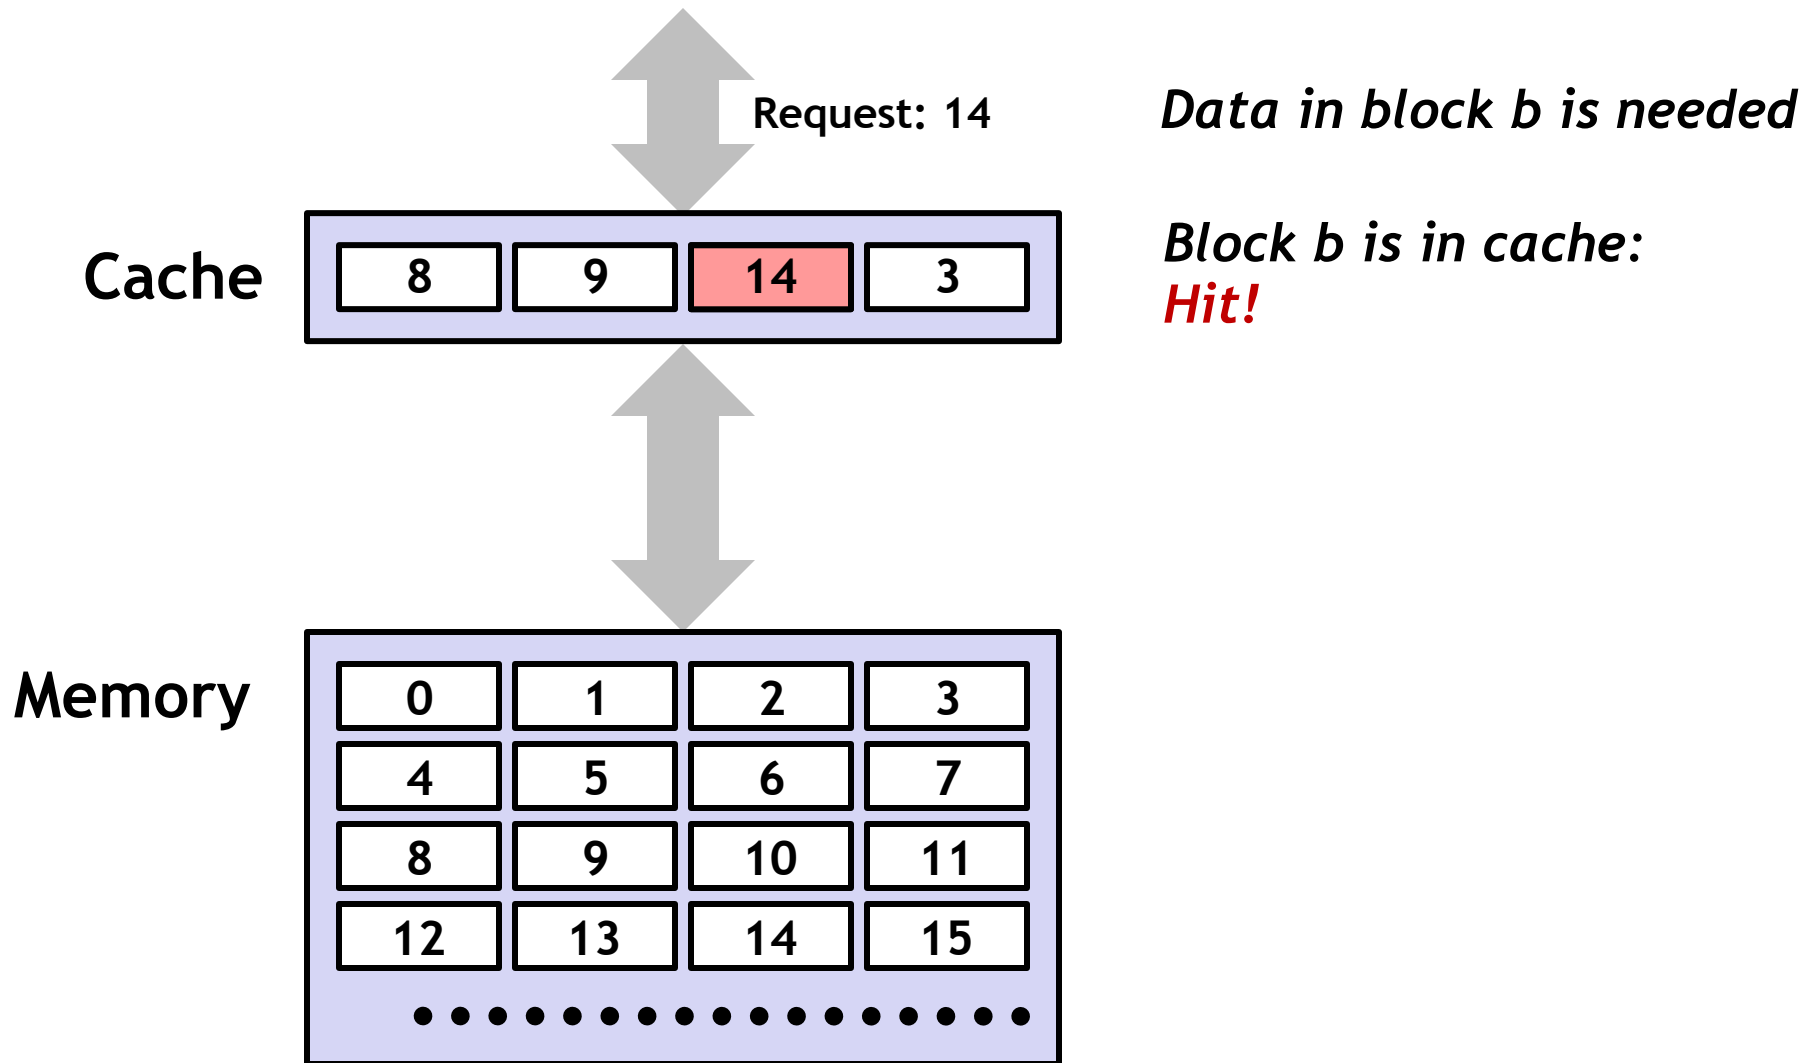 Request: 14
Data in block b is needed
Cache
8 9 14 3
Block b is in cache:
Hit!
Memory
0 1 2 3
4 5 6 7
8 9 10 11
12 13 14 15